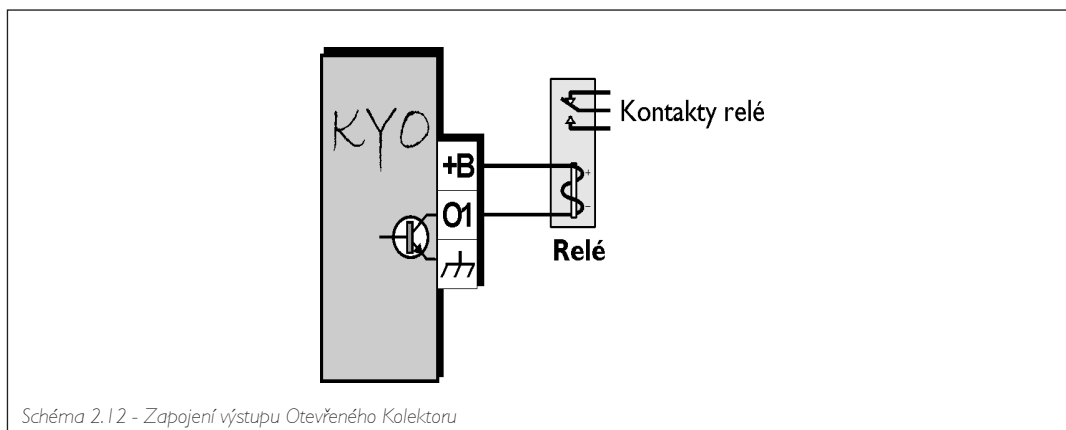 KYO
+B
O1
+
−
Kontakty relé
Relé
Schéma 2.12 - Zapojení výstupu Otevřeného Kolektoru